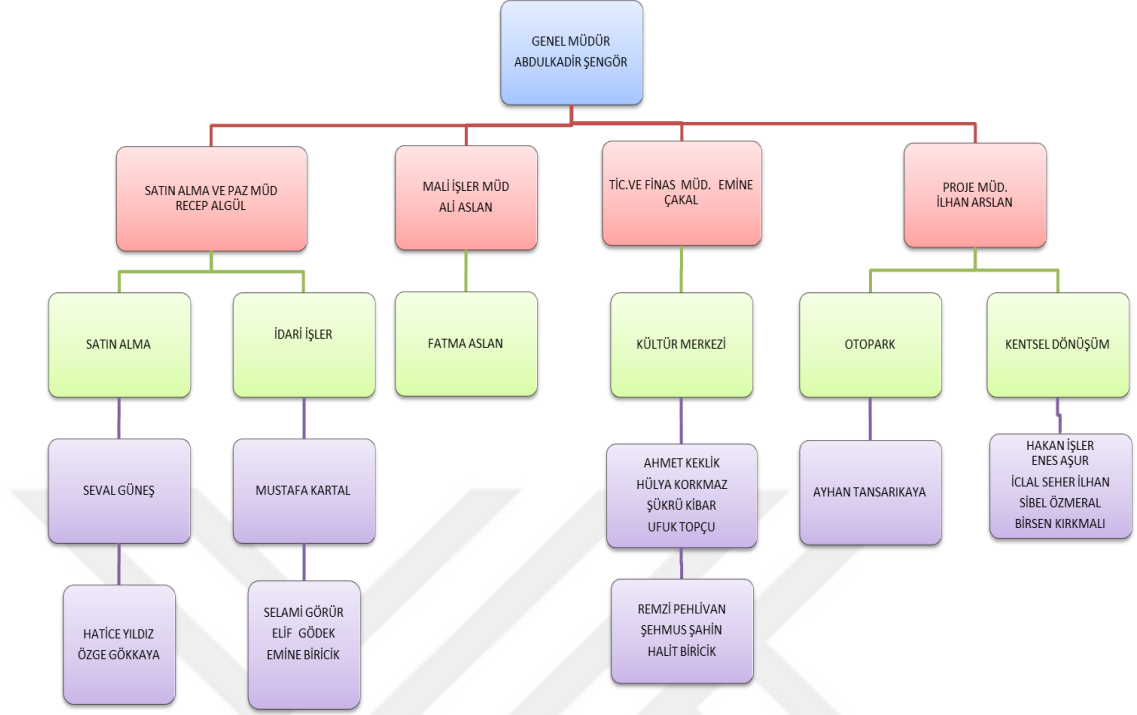 GENEL MÜDÜR
ABDULKADİR ŞENGÖR
SATIN ALMA VE PAZ MÜD
RECEP ALGÜL
MALİ İŞLER MÜD
ALİ ASLAN
TİC.VE FİNAS MÜD. EMİNE
ÇAKAL
PROJE MÜD.
İLHAN ARSLAN
SATIN ALMA
İDARİ İŞLER
FATMA ASLAN
KÜLTÜR MERKEZİ
OTOPARK
KENTSEL DÖNÜŞÜM
SEVAL GÜNEŞ
MUSTAFA KARTAL
AHMET KEKLİK
HÜLYA KORKMAZ
ŞÜKRÜ KİBAR
UFUK TOPÇU
AYHAN TANSARIKAYA
HAKAN İŞLER
ENES AŞUR
İCLAL SEHER İLHAN
SİBEL ÖZMERAL
BİRSEN KIRKMALI
HATİCE YILDIZ
ÖZGE GÖKKAYA
SELAMİ GÖRÜR
ELİF GÖDEK
EMİNE BİRİCİK
REMZİ PEHLİVAN
ŞEHMUS ŞAHİN
HALİT BİRİCİK